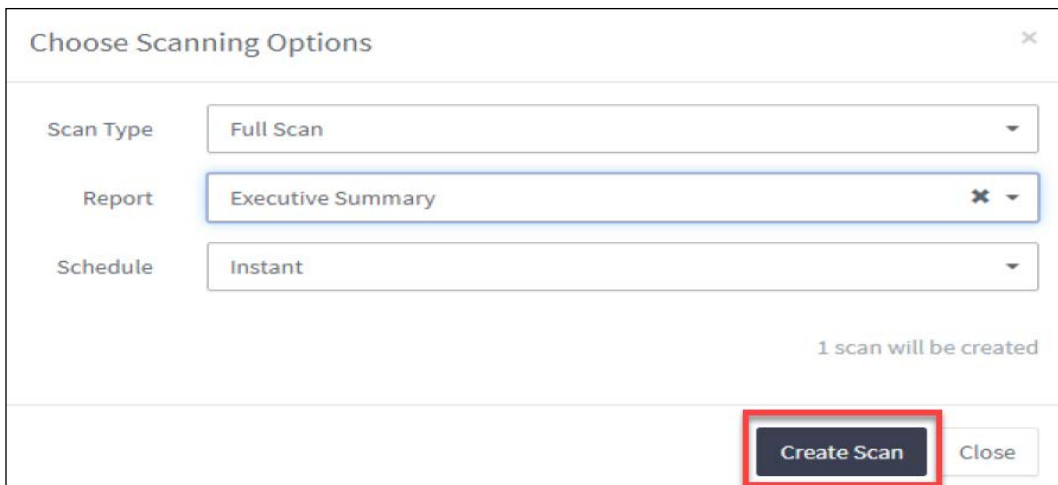 Choose Scanning Options ×
Scan Type Full Scan
Report Executive Summary
Schedule Instant
1 scan will be created
Create Scan Close